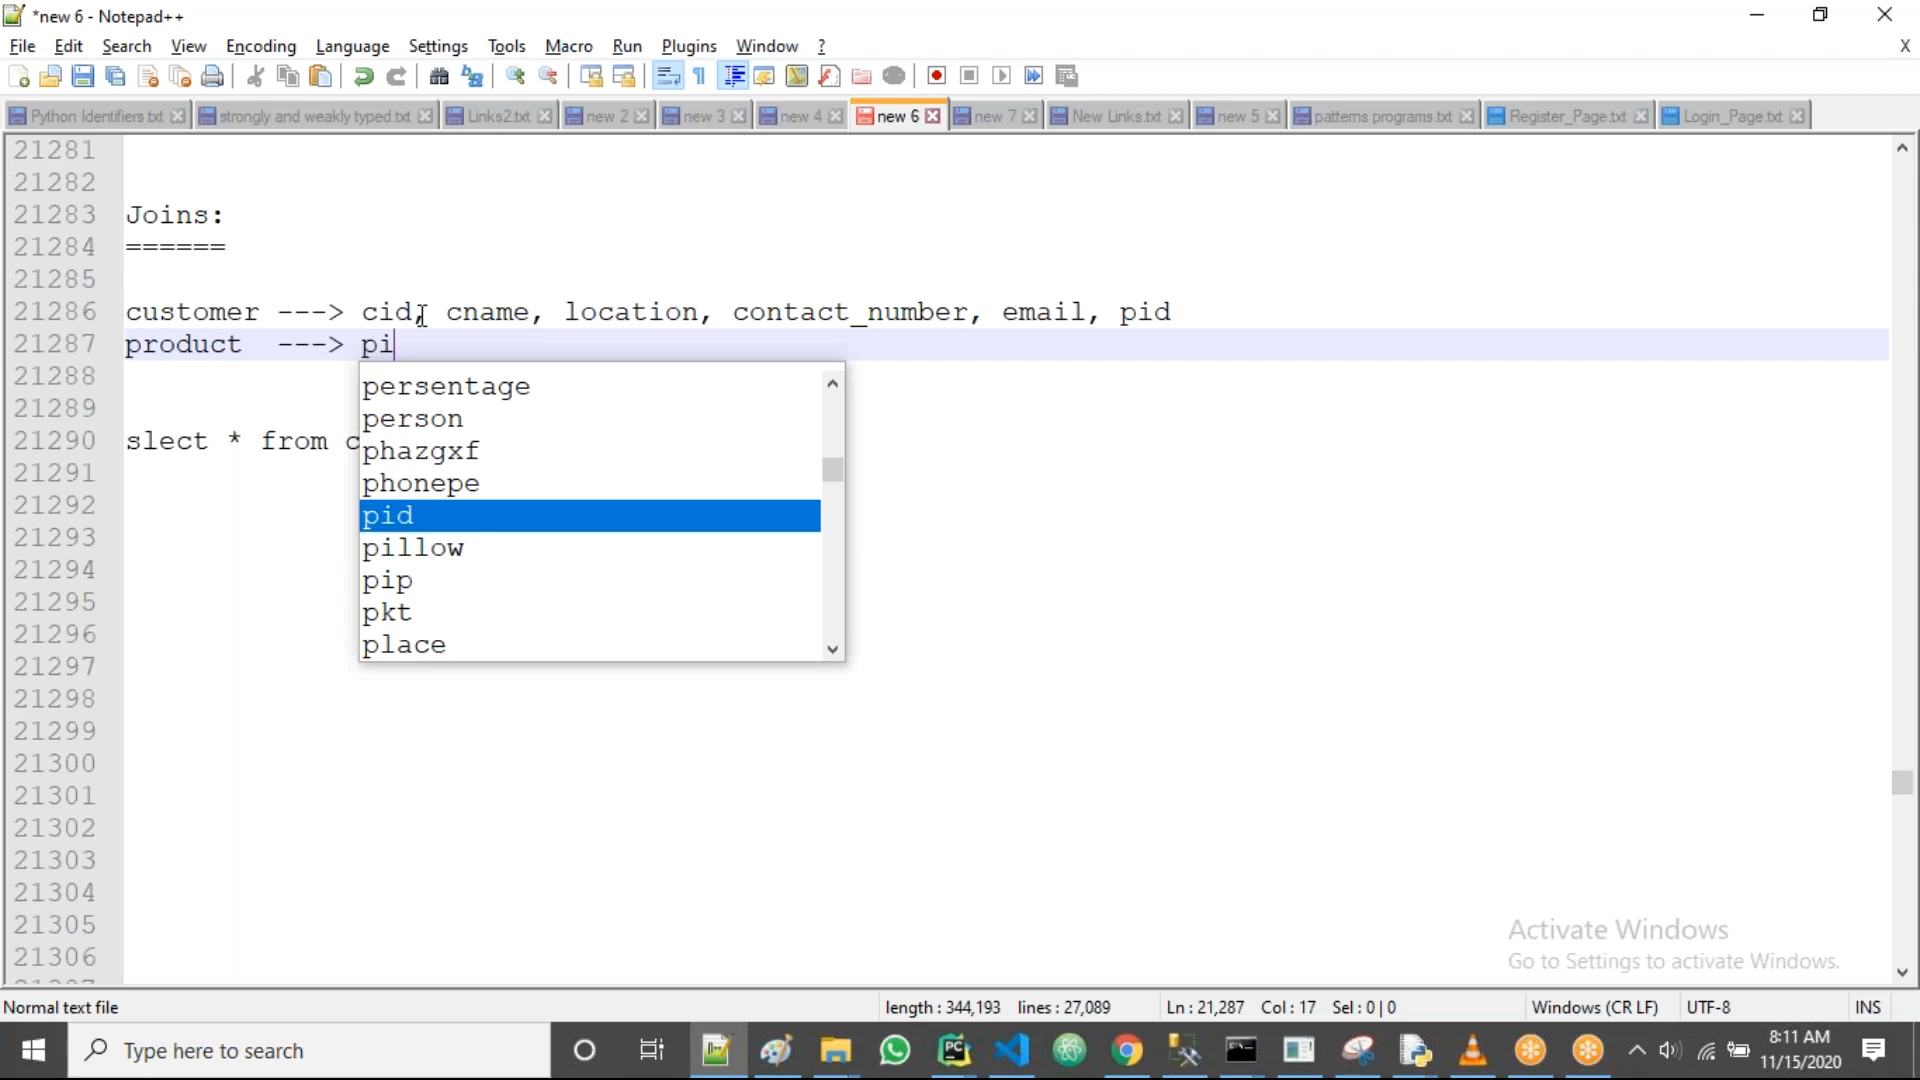 *new 6 - Notepad++
File Edit Search View Encoding Language Settings Tools Macro Run Plugins Window ? X
Python Identifiers.txt strongly and weakly typed.txt Links2.txt new 2 new 3 new 4 new 6 new 7 New Links.txt new 5 patterns programs.txt Register_Page.txt Login_Page.txt
21281
21282
21283 Joins:
21284 ======
21285
21286 customer ---> cid, cname, location, contact_number, email, pid
21287 product ---> pi
21288
21289
21290 slect * from c
persentage
person
phazgxf
phonepe
pid
pillow
pip
pkt
place
21291
21292
21293
21294
21295
21296
21297
21298
21299
21300
21301
21302
21303
21304
21305
21306
Activate Windows
Go to Settings to activate Windows.
Normal text file length : 344,193 lines : 27,089 Ln : 21,287 Col : 17 Sel : 0 | 0 Windows (CR LF) UTF-8 INS
Type here to search
8:11 AM
11/15/2020